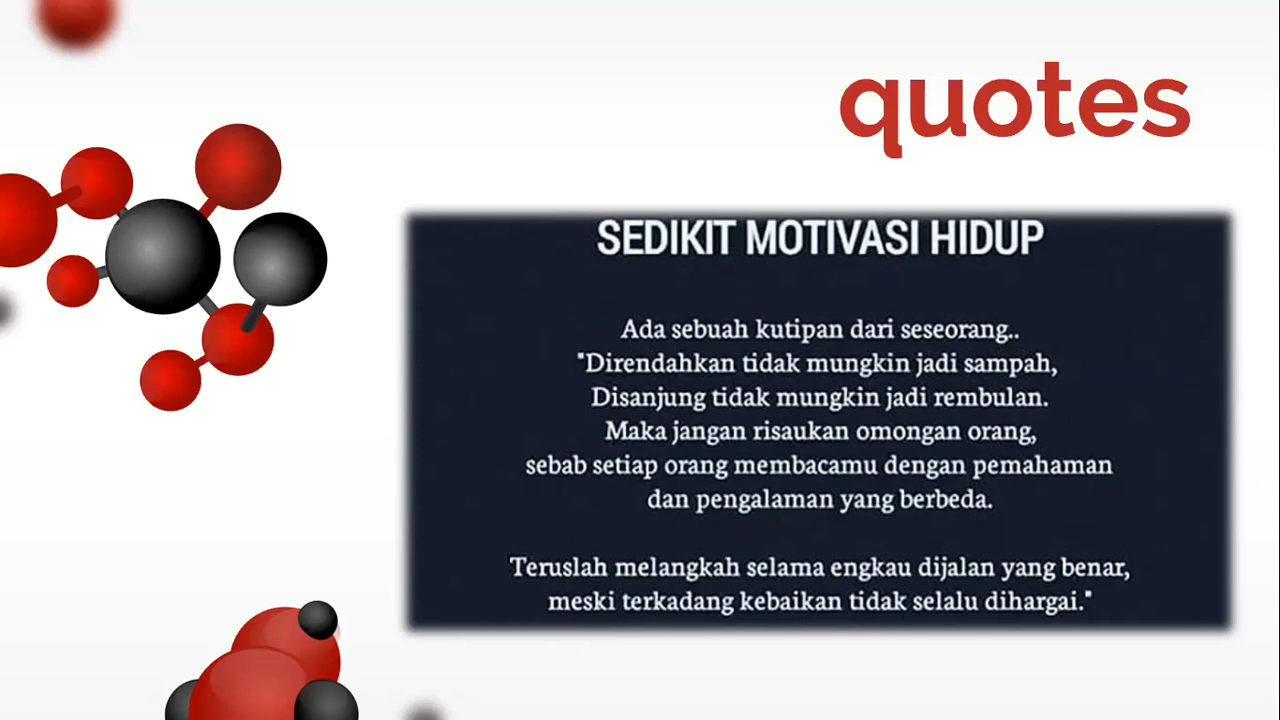 quotes
SEDIKIT MOTIVASI HIDUP
Ada sebuah kutipan dari seseorang..
"Direndahkan tidak mungkin jadi sampah,
Disanjung tidak mungkin jadi rembulan.
Maka jangan risaukan omongan orang,
sebab setiap orang membacamu dengan pemahaman
dan pengalaman yang berbeda.
Teruslah melangkah selama engkau dijalan yang benar,
meski terkadang kebaikan tidak selalu dihargai."